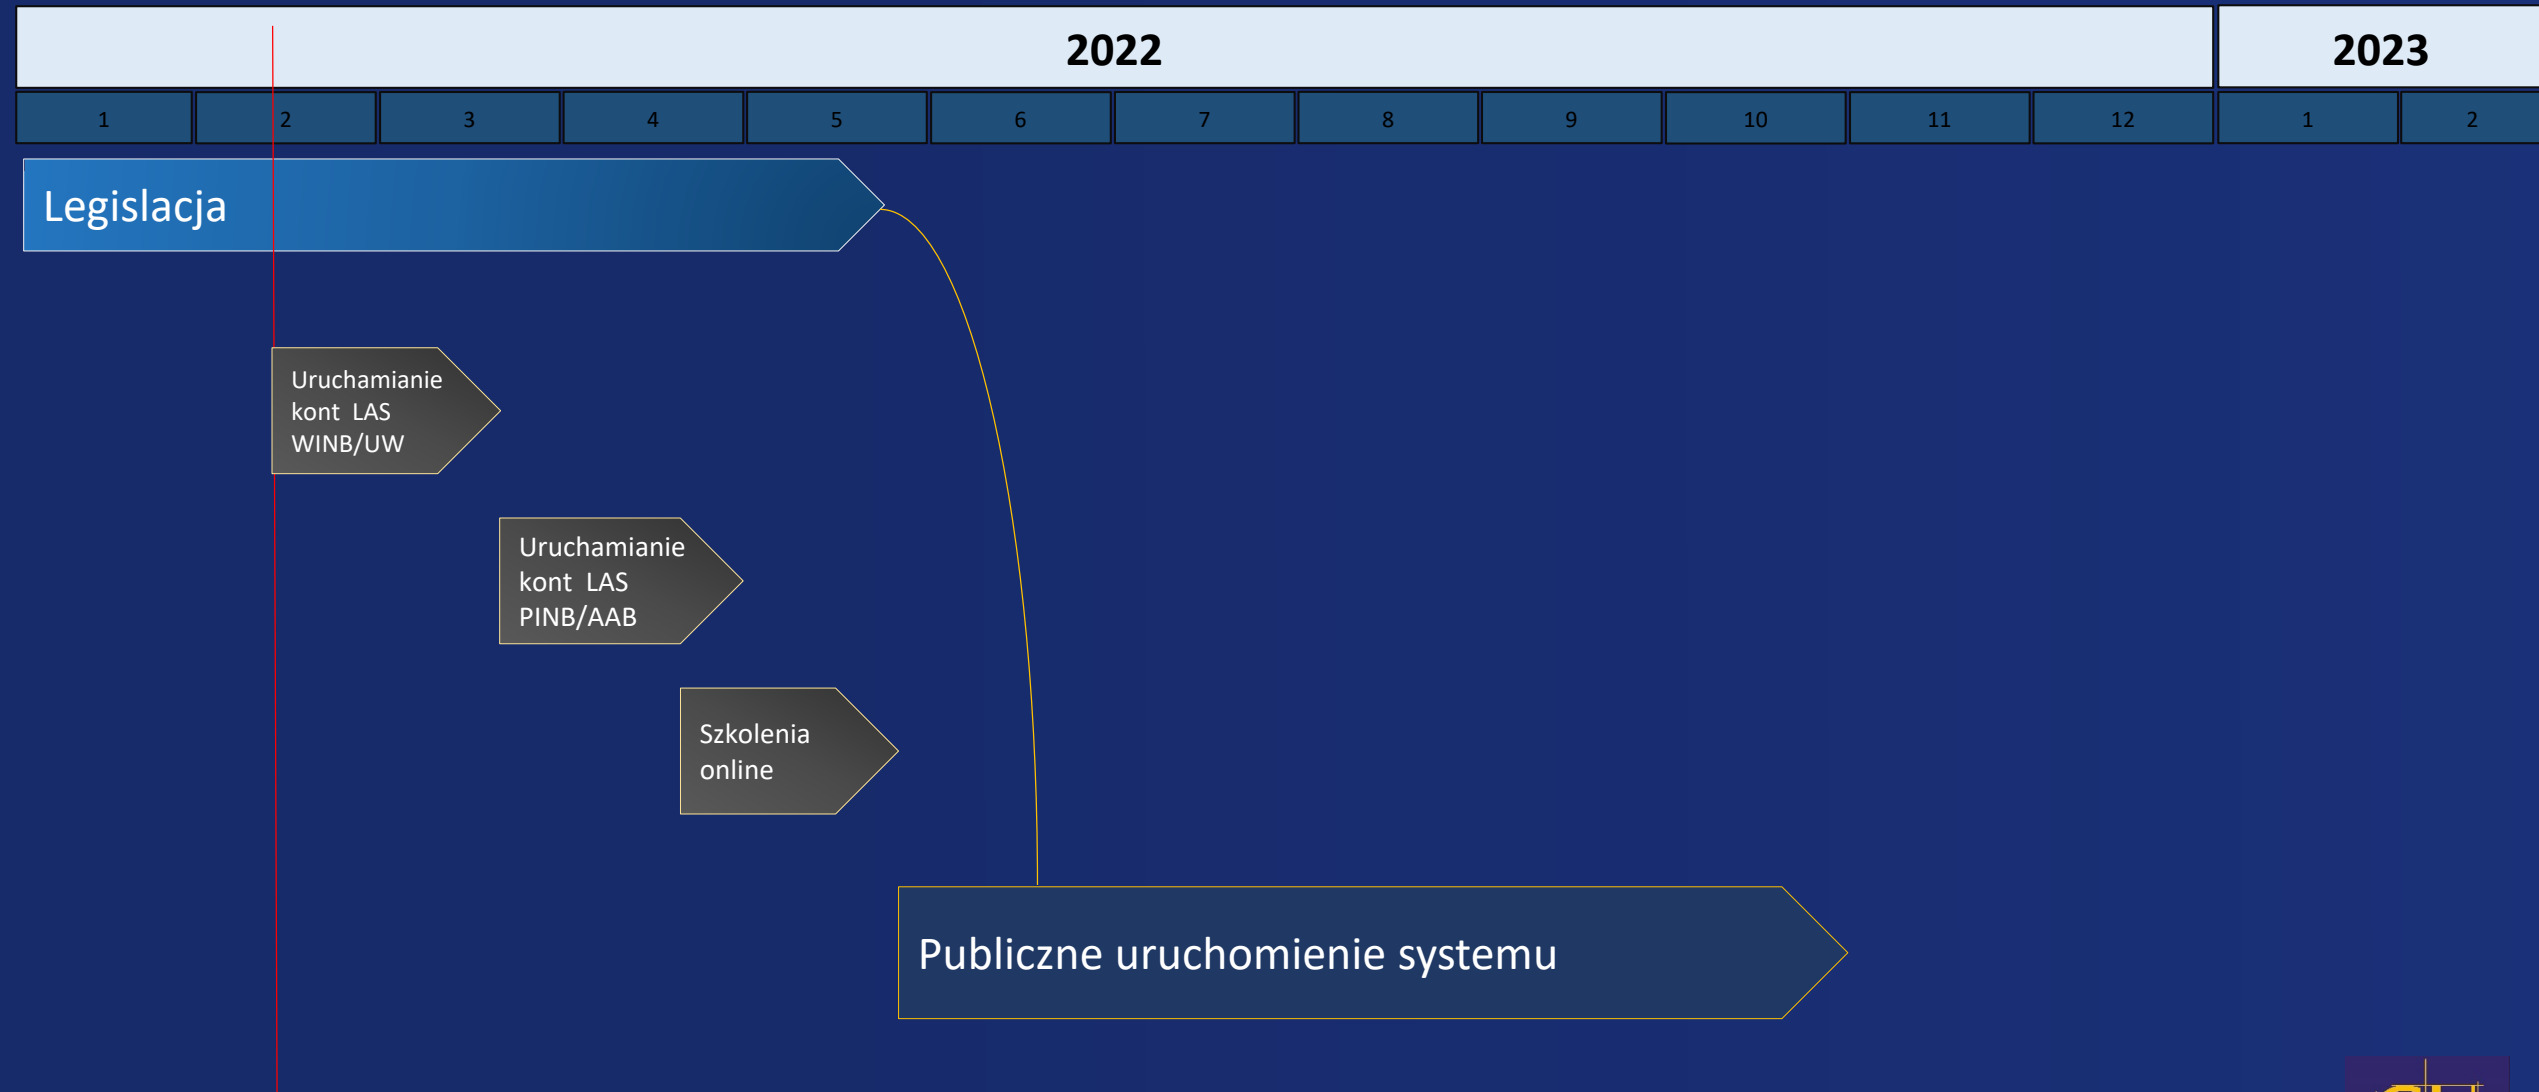 2022
2023
1 2 3 4 5 6 7 8 9 10 11 12 1 2
Legislacja
Uruchamianie
kont LAS
WINB/UW
Uruchamianie
kont LAS
PINB/AAB
Szkolenia
online
Publiczne uruchomienie systemu